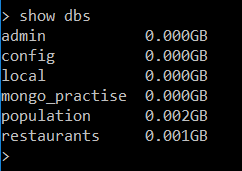 > show dbs
admin           0.000GB
config          0.000GB
local           0.000GB
mongo_practise  0.000GB
population      0.002GB
restaurants     0.001GB
>